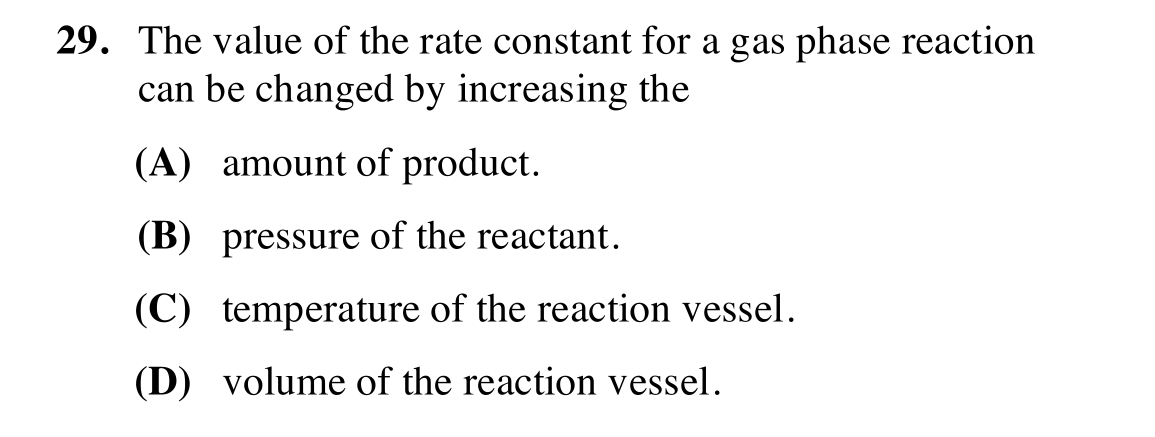 29. The value of the rate constant for a gas phase reaction
can be changed by increasing the
(A) amount of product.
(B) pressure of the reactant.
(C) temperature of the reaction vessel.
(D) volume of the reaction vessel.